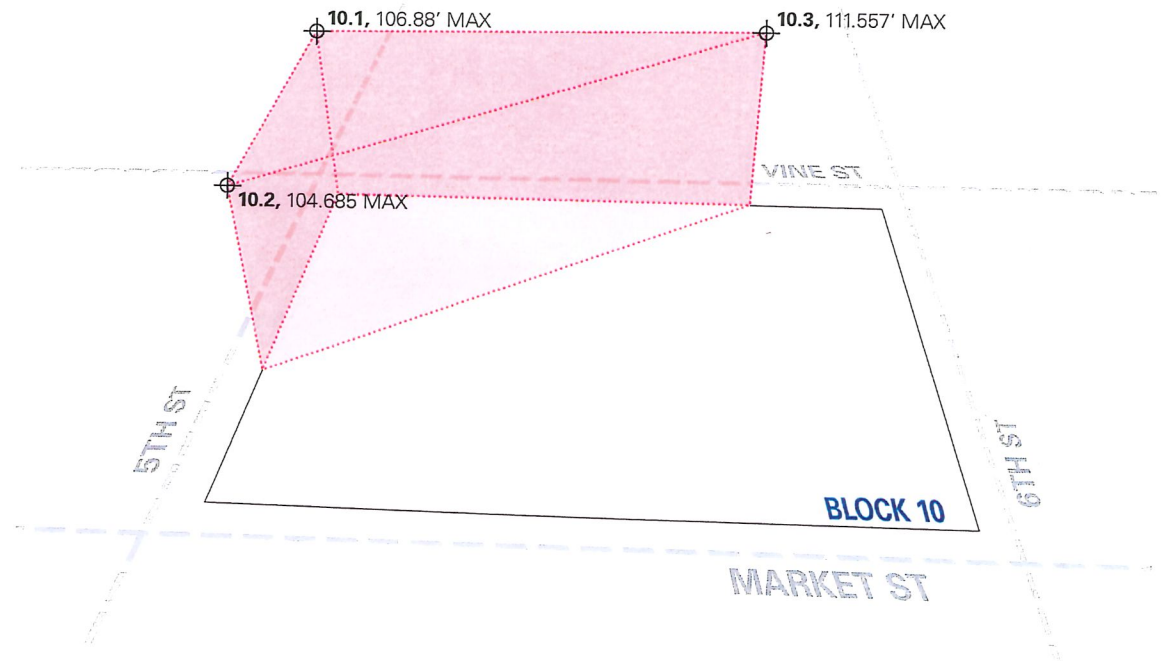 10.1, 106.88’ MAX
10.3, 111.557’ MAX
VINE ST
10.2, 104.685 MAX
5TH ST
6TH ST
BLOCK 10
MARKET ST